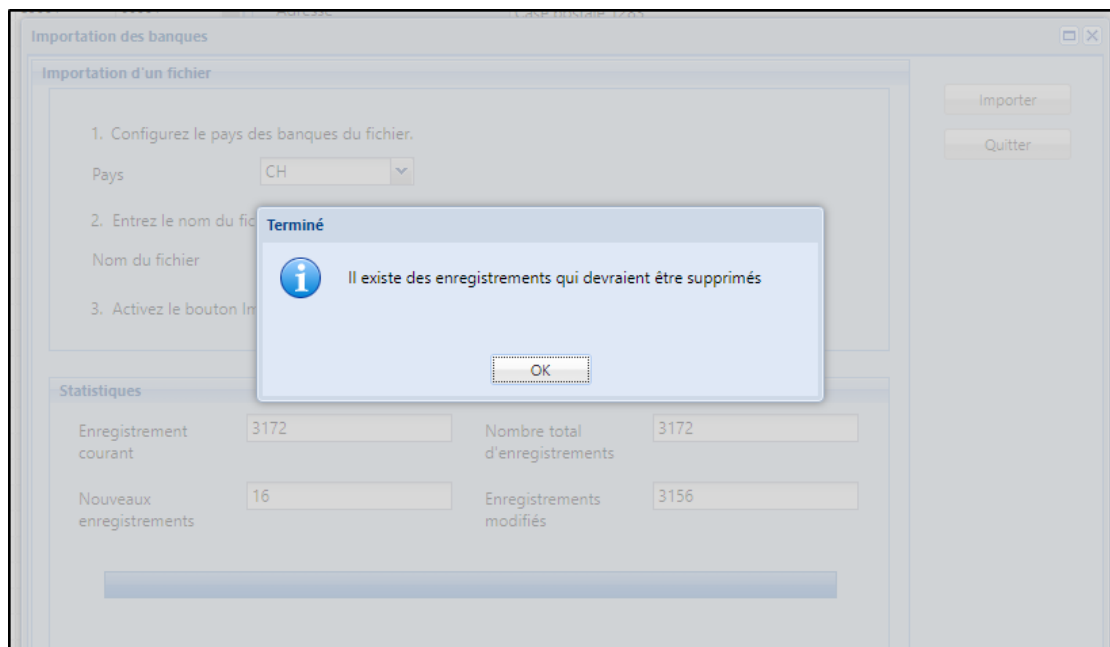 Adresse
Case postale 1285
Importation des banques
Importation d'un fichier
Importer
1. Configurez le pays des banques du fichier.
Quitter
Pays
CH
2. Entrez le nom du fic
Terminé
Nom du fichier
Il existe des enregistrements qui devraient être supprimés
3. Activez le bouton Im
OK
Statistiques
Enregistrement
courant
3172
Nombre total
d'enregistrements
3172
Nouveaux
enregistrements
16
Enregistrements
modifiés
3156